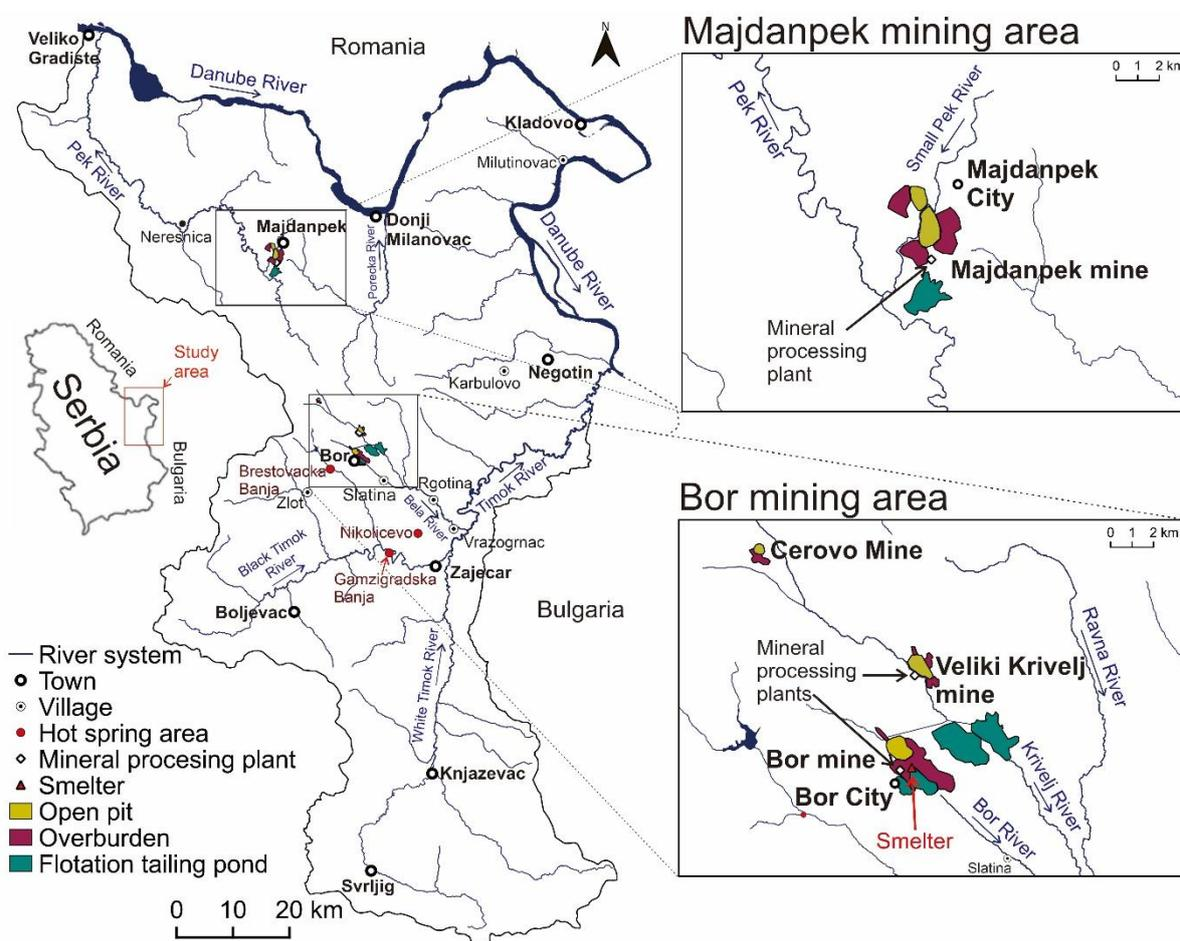 Veliko
Gradiste
Romania
N
Danube River
Kladovo
Milutinovac
Pek River
Neresnica
Majdanpek
Donji
Milanovac
Porecka River
Danube River
Romania
Study
area
Serbia
Bulgaria
Karbulovo
Negotin
Bor
Brestovacka
Banja
Zlot
Slatina
Rgotina
Timok River
Bela River
Nikolicevo
Vrazogrnac
Black Timok
River
Gamzigradska
Banja
Zajecar
Boljevac
Bulgaria
White Timok River
Knjazevac
Svrljig
River system
Town
Village
Hot spring area
Mineral procesing plant
Smelter
Open pit
Overburden
Flotation tailing pond
0 10 20 km
Majdanpek mining area
0 1 2 km
Pek River
Small Pek River
Majdanpek
City
Majdanpek mine
Mineral
processing
plant
Bor mining area
0 1 2 km
Cerovo Mine
Mineral
processing
plants
Veliki Krivelj
mine
Ravna River
Bor mine
Bor City
Krivelj River
Bor River
Smelter
Slatina